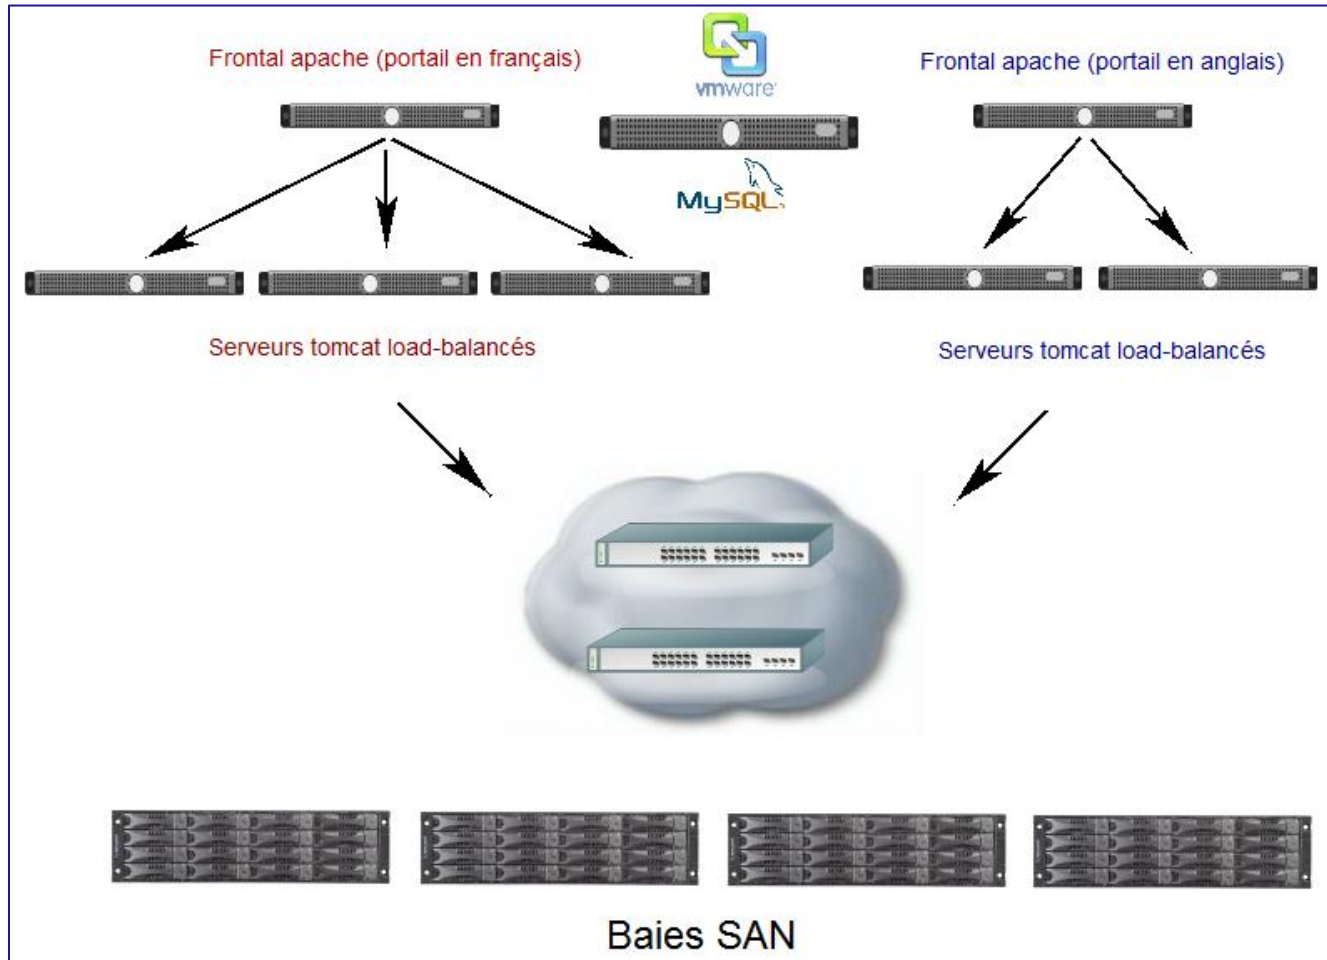 Frontal apache (portail en français)
vmware
Frontal apache (portail en anglais)
MySQL
Serveurs tomcat load-balancés
Serveurs tomcat load-balancés
Baies SAN